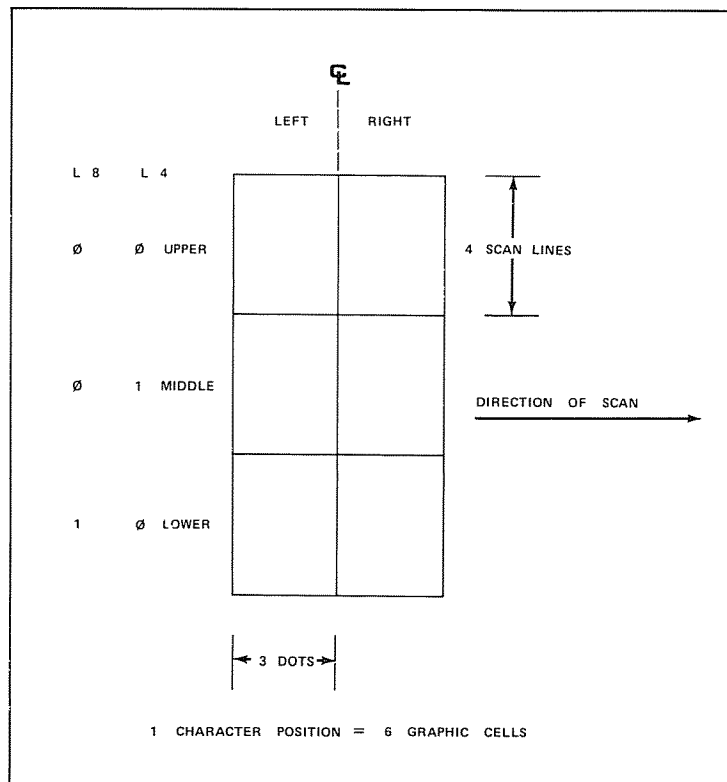 ℄
LEFT RIGHT
L 8 L 4
Ø Ø UPPER 4 SCAN LINES
Ø 1 MIDDLE
DIRECTION OF SCAN
1 Ø LOWER
3 DOTS
1 CHARACTER POSITION = 6 GRAPHIC CELLS